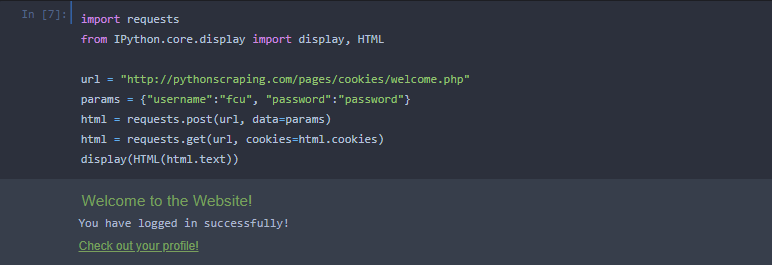 In [7]:
import requests
from IPython.core.display import display, HTML
url = "http://pythonscraping.com/pages/cookies/welcome.php"
params = {"username":"fcu", "password":"password"}
html = requests.post(url, data=params)
html = requests.get(url, cookies=html.cookies)
display(HTML(html.text))
Welcome to the Website!
You have logged in successfully!
Check out your profile!